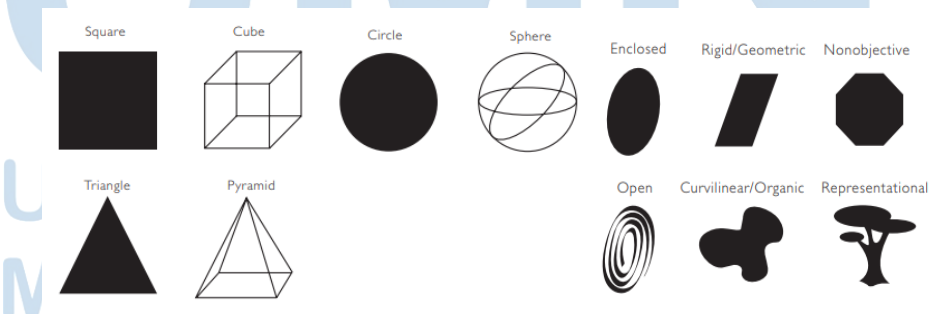 Square
Cube
Circle
Sphere
Enclosed
Rigid/Geometric
Nonobjective
Triangle
Pyramid
Open
Curvilinear/Organic
Representational
U
M